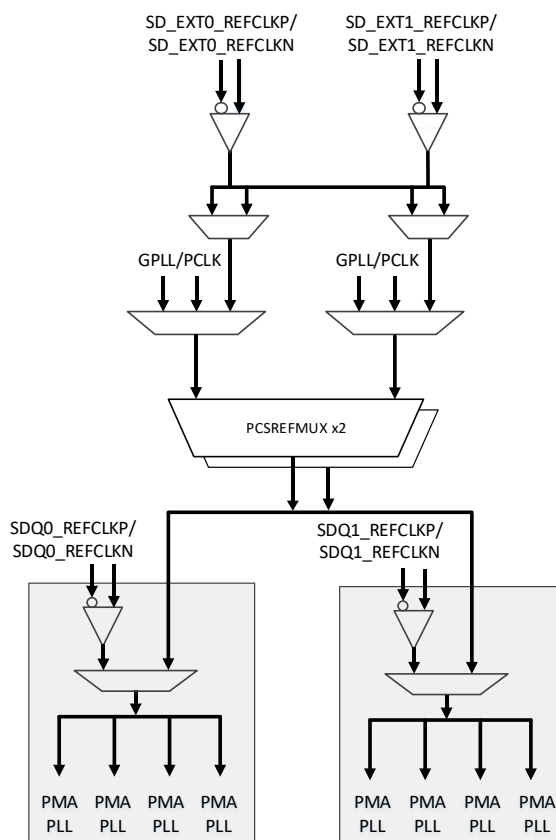 SD_EXT0_REFCLKP/
SD_EXT0_REFCLKN
SD_EXT1_REFCLKP/
SD_EXT1_REFCLKN
GPLL/PCLK
GPLL/PCLK
PCSREFMUX x2
SDQ0_REFCLKP/
SDQ0_REFCLKN
SDQ1_REFCLKP/
SDQ1_REFCLKN
PMA
PLL
PMA
PLL
PMA
PLL
PMA
PLL
PMA
PLL
PMA
PLL
PMA
PLL
PMA
PLL